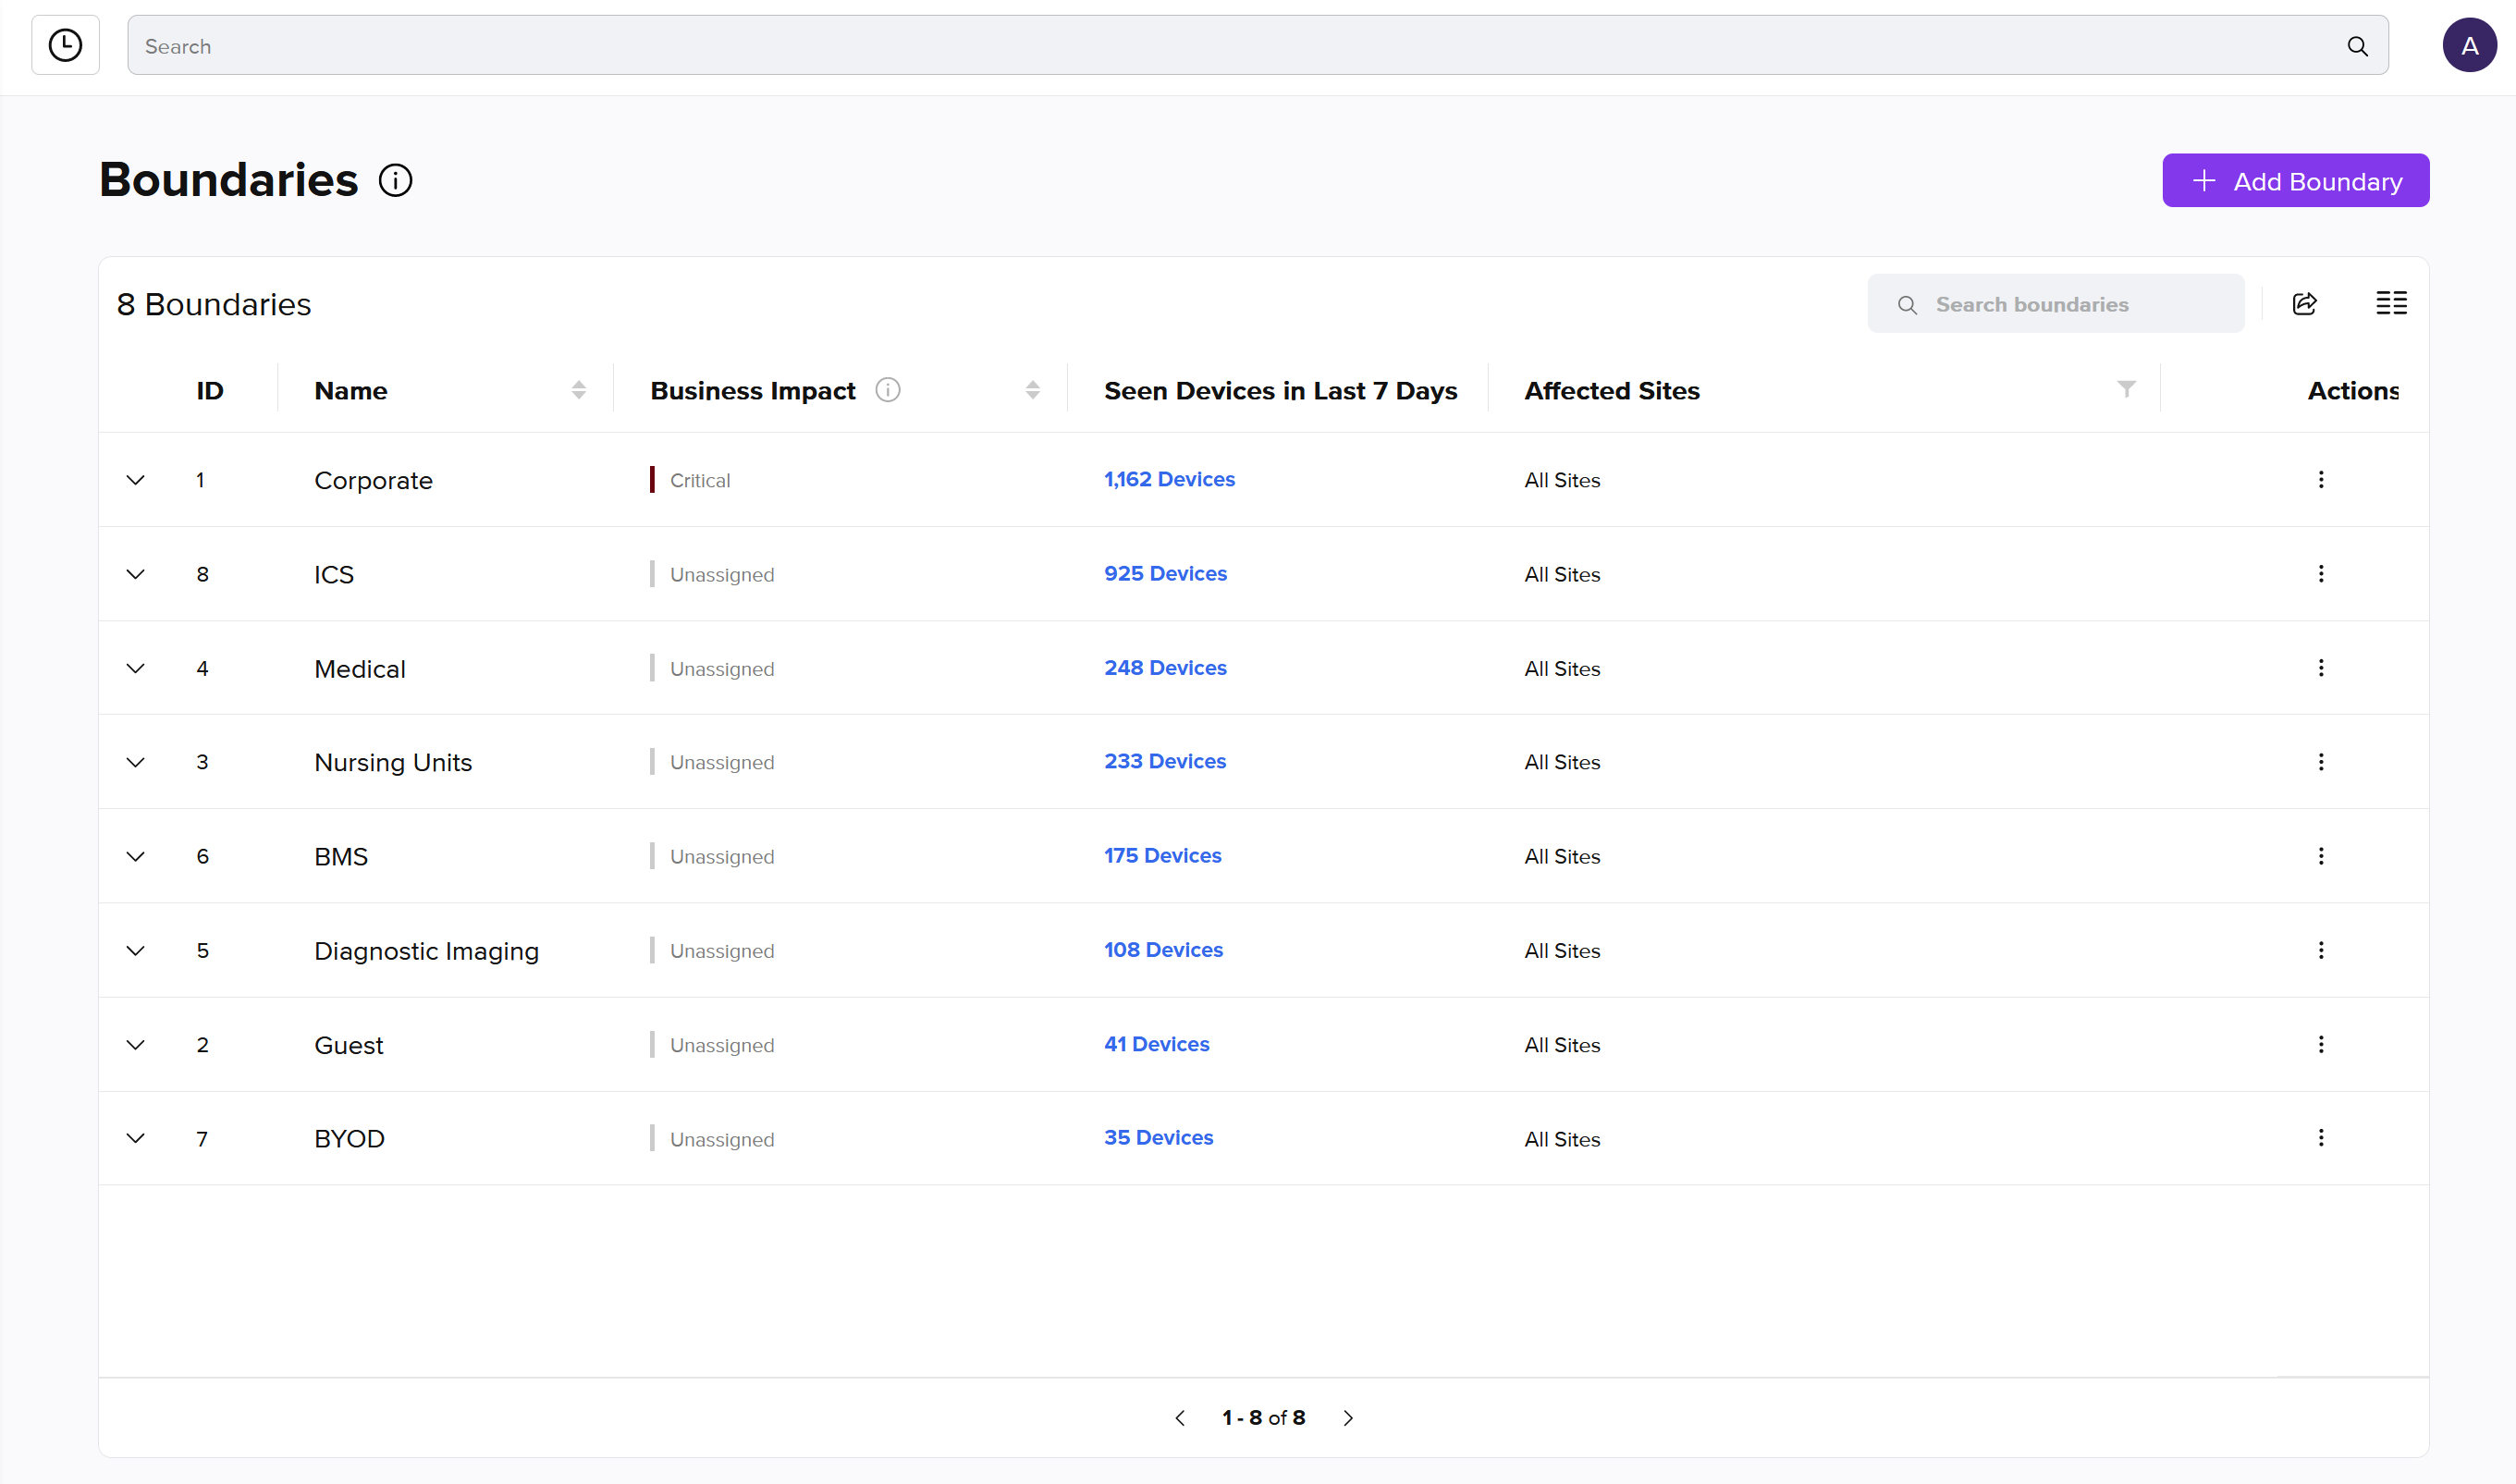 Search
A
Boundaries
Add Boundary
8 Boundaries
Search boundaries
ID Name Business Impact Seen Devices in Last 7 Days Affected Sites Actions
1 Corporate Critical 1,162 Devices All Sites
8 ICS Unassigned 925 Devices All Sites
4 Medical Unassigned 248 Devices All Sites
3 Nursing Units Unassigned 233 Devices All Sites
6 BMS Unassigned 175 Devices All Sites
5 Diagnostic Imaging Unassigned 108 Devices All Sites
2 Guest Unassigned 41 Devices All Sites
7 BYOD Unassigned 35 Devices All Sites
1 - 8 of 8